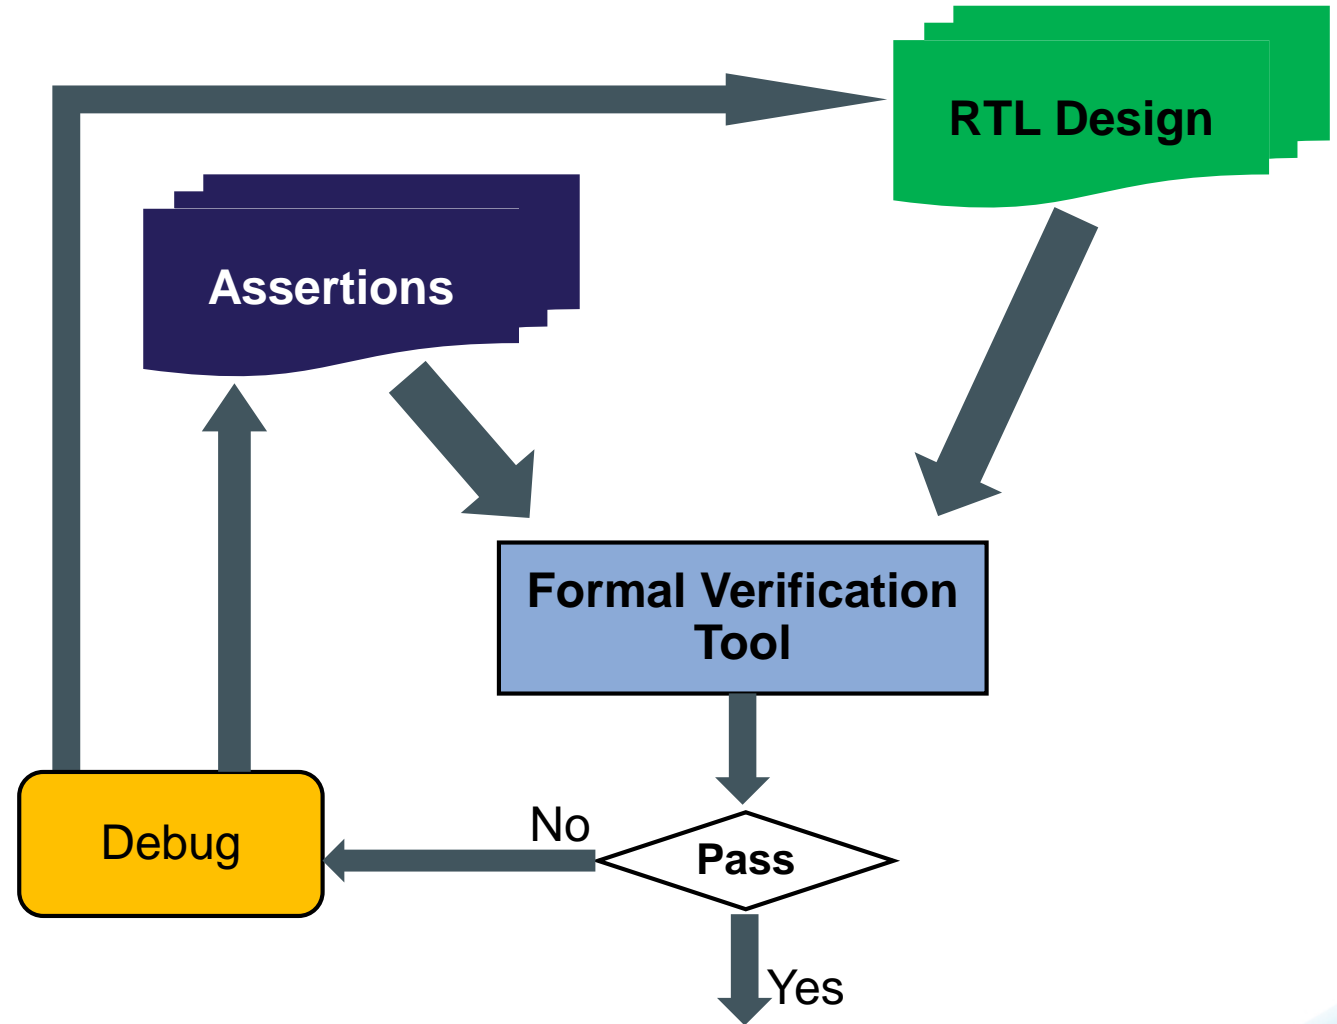 RTL Design
Assertions
Formal Verification
Tool
No
Pass
Debug
Yes